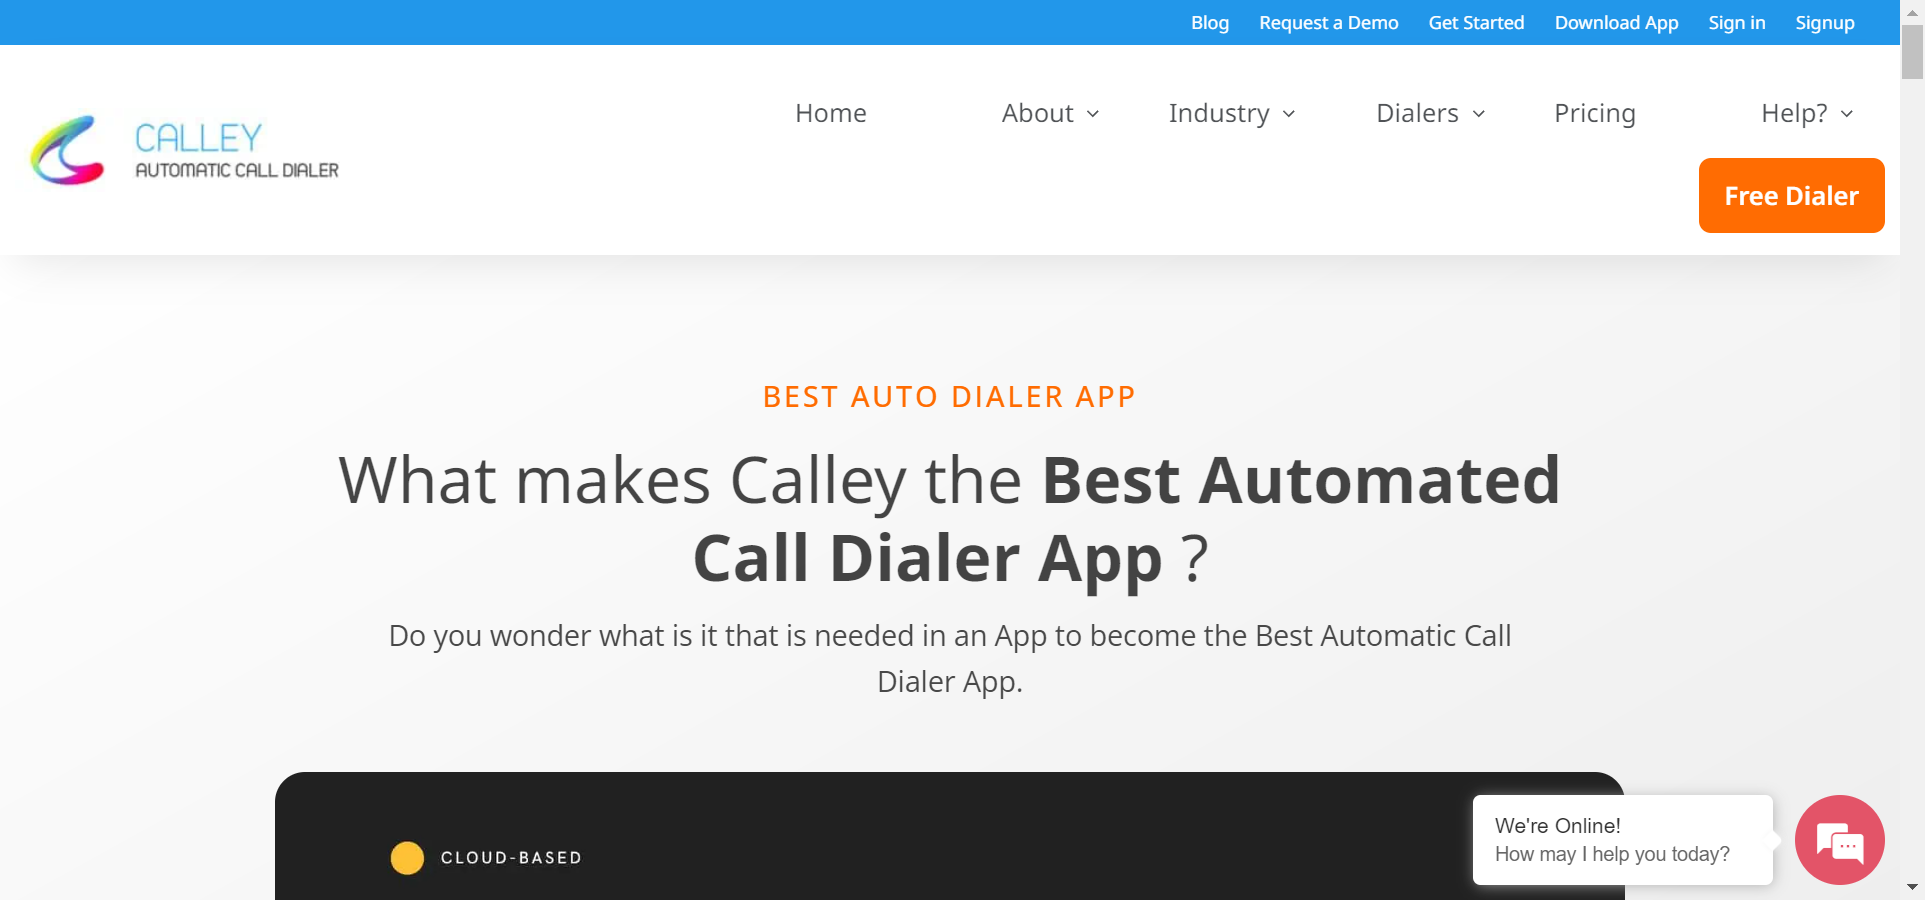 Blog Request a Demo Get Started Download App Sign in Signup
CALLEY
AUTOMATIC CALL DIALER
Home About Industry Dialers Pricing Help?
Free Dialer
BEST AUTO DIALER APP
What makes Calley the Best Automated
Call Dialer App ?
Do you wonder what is it that is needed in an App to become the Best Automatic Call
Dialer App.
CLOUD-BASED
We're Online!
How may I help you today?